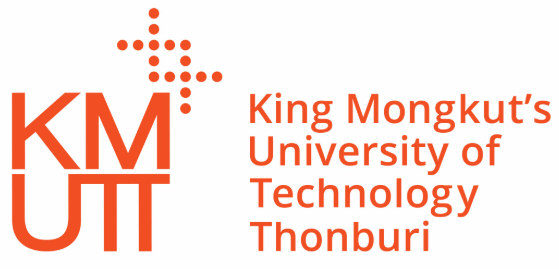 KM
UTT
King Mongkut's
University of
Technology
Thonburi